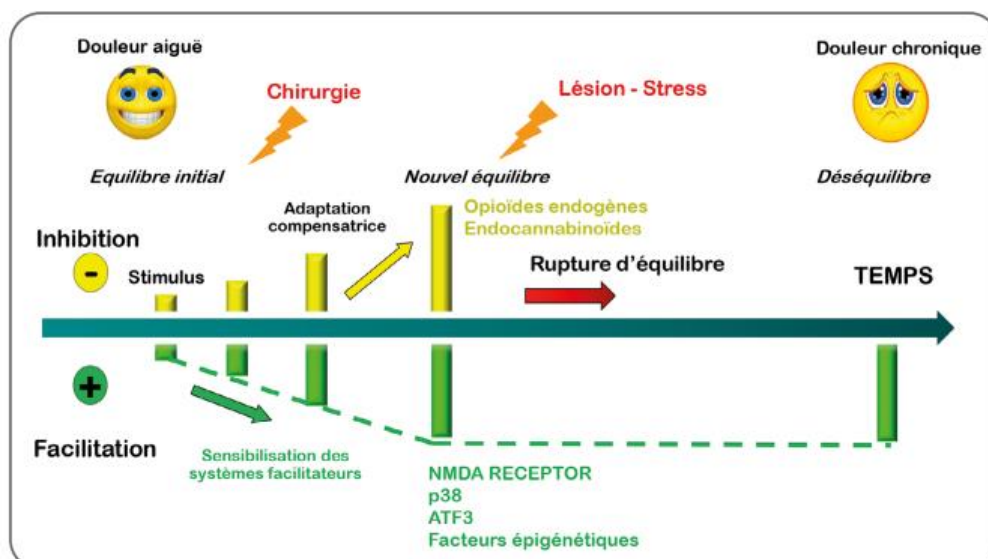 Douleur aiguë
Douleur chronique
Chirurgie
Lésion - Stress
Equilibre initial
Nouvel équilibre
Déséquilibre
Adaptation
compensatrice
Opioïdes endogènes
Endocannabinoïdes
Inhibition
-
Stimulus
Rupture d'équilibre
TEMPS
+
Facilitation
Sensibilisation des
systèmes facilitateurs
NMDA RECEPTOR
p38
ATF3
Facteurs épigénétiques